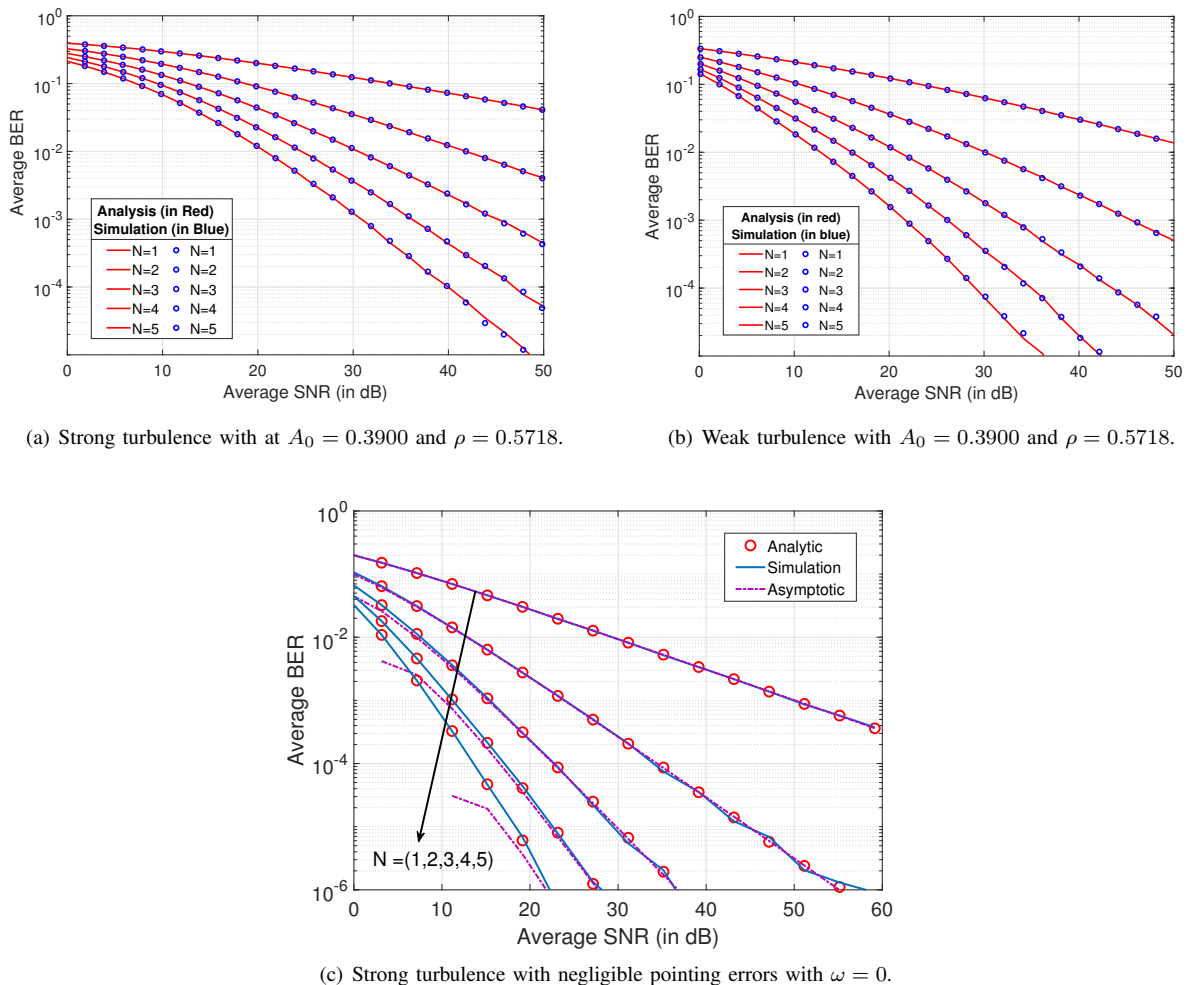 10^0
10^-1
10^-2
10^-3
10^-4
Average BER
0 10 20 30 40 50
Average SNR (in dB)
Analysis (in Red)
Simulation (in Blue)
N=1 N=1
N=2 N=2
N=3 N=3
N=4 N=4
N=5 N=5
(a) Strong turbulence with at A_0 = 0.3900 and ρ = 0.5718.
10^0
10^-1
10^-2
10^-3
10^-4
Average BER
0 10 20 30 40 50
Average SNR (in dB)
Analysis (in red)
Simulation (in blue)
N=1 N=1
N=2 N=2
N=3 N=3
N=4 N=4
N=5 N=5
(b) Weak turbulence with A_0 = 0.3900 and ρ = 0.5718.
10^0
10^-2
10^-4
10^-6
Average BER
0 10 20 30 40 50 60
Average SNR (in dB)
Analytic
Simulation
Asymptotic
N =(1,2,3,4,5)
(c) Strong turbulence with negligible pointing errors with ω = 0.